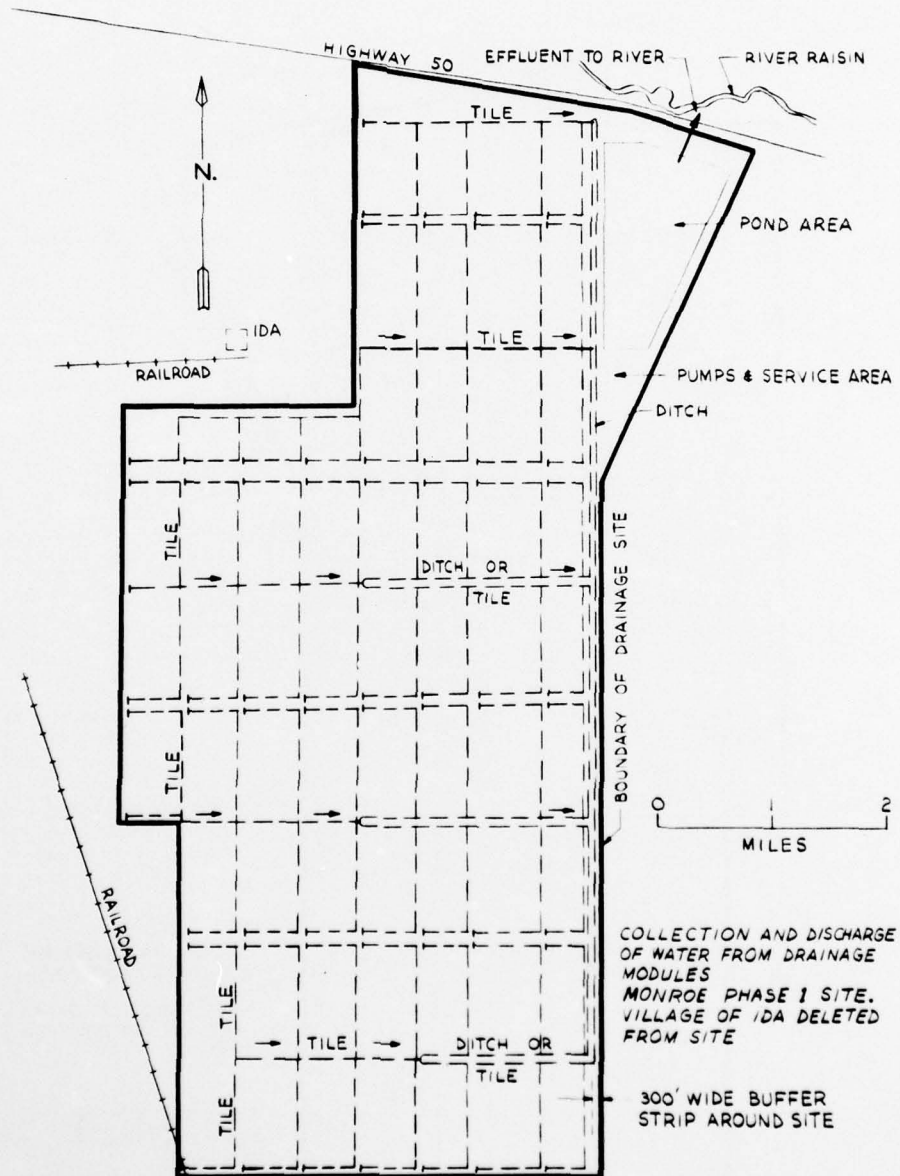 HIGHWAY 50
EFFLUENT TO RIVER
RIVER RAISIN
TILE
N.
POND AREA
IDA
TILE
RAILROAD
PUMPS & SERVICE AREA
DITCH
TILE
DITCH OR
TILE
BOUNDARY OF DRAINAGE SITE
TILE
0 2
MILES
RAILROAD
COLLECTION AND DISCHARGE
OF WATER FROM DRAINAGE
MODULES
MONROE PHASE 1 SITE.
VILLAGE OF IDA DELETED
FROM SITE
TILE
TILE
DITCH OR
TILE
TILE
300' WIDE BUFFER
STRIP AROUND SITE